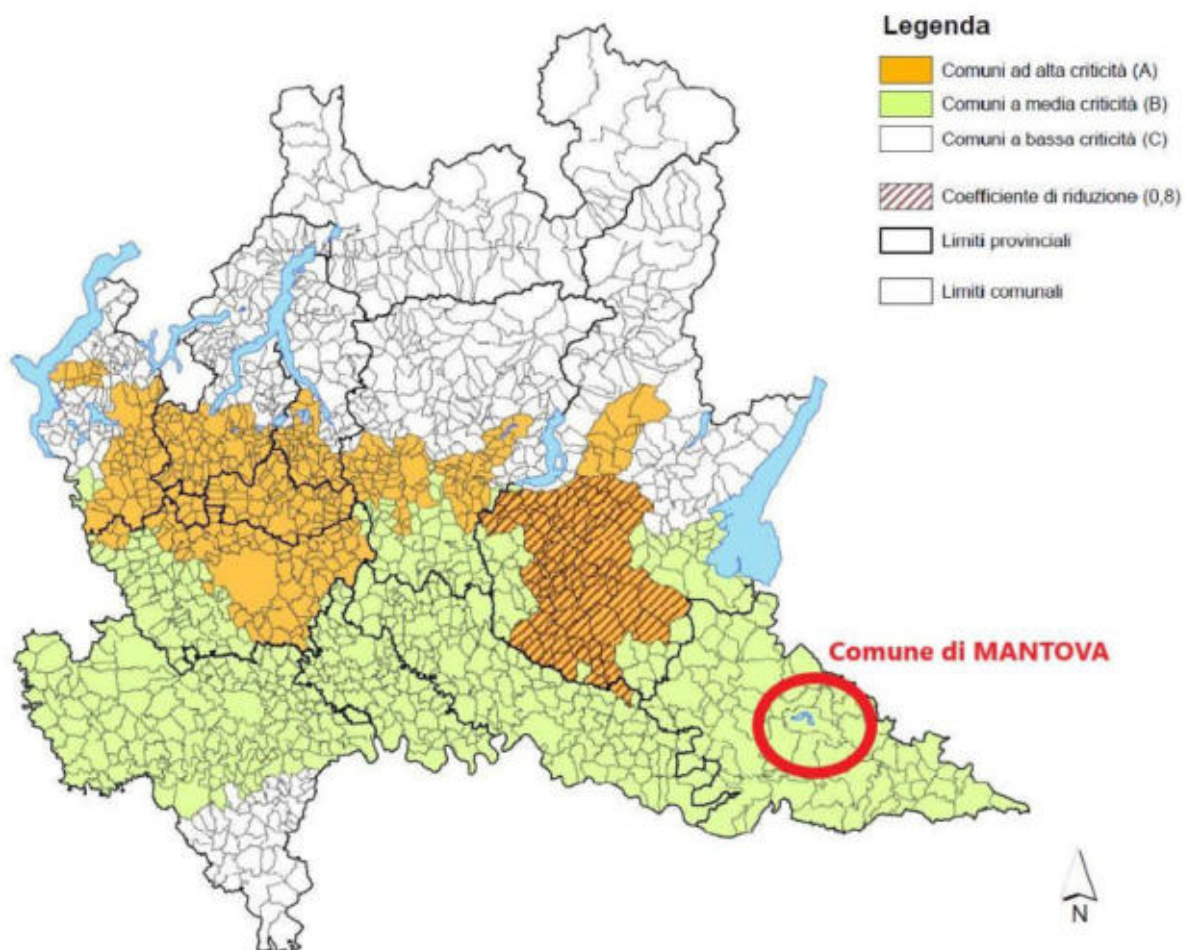 Legenda
Comuni ad alta criticità (A)
Comuni a media criticità (B)
Comuni a bassa criticità (C)
Coefficiente di riduzione (0,8)
Limiti provinciali
Limiti comunali
Comune di MANTOVA
N